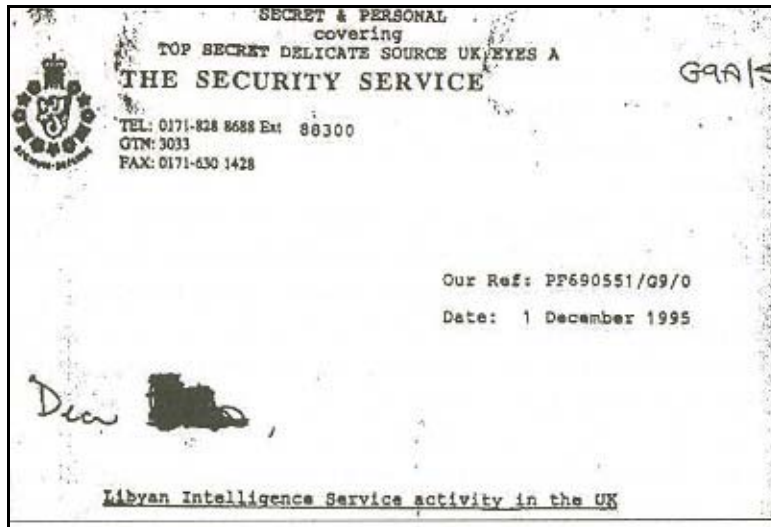 SECRET & PERSONAL
covering
TOP SECRET DELICATE SOURCE UK EYES A
THE SECURITY SERVICE
G9A/5
TEL: 0171-828 8688 Ext 88300
GTN: 3033
FAX: 0171-630 1428
Our Ref: PF690551/G9/0
Date: 1 December 1995
Dear
,
Libyan Intelligence Service activity in the UK